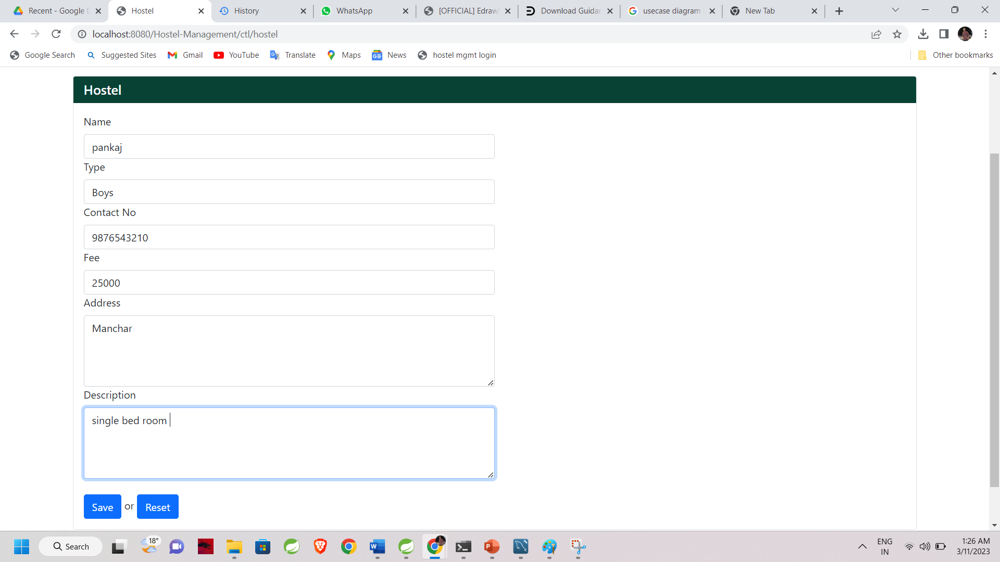 Recent - Google D
Hostel
History
WhatsApp
[OFFICIAL] Edraw
Download Guidan
usecase diagram
New Tab
localhost:8080/Hostel-Management/ctl/hostel
Google Search
Suggested Sites
Gmail
YouTube
Translate
Maps
News
hostel mgmt login
Other bookmarks
Hostel
Name
pankaj
Type
Boys
Contact No
9876543210
Fee
25000
Address
Manchar
Description
single bed room
Save or Reset
Search
18°
ENG
IN
1:26 AM
3/11/2023